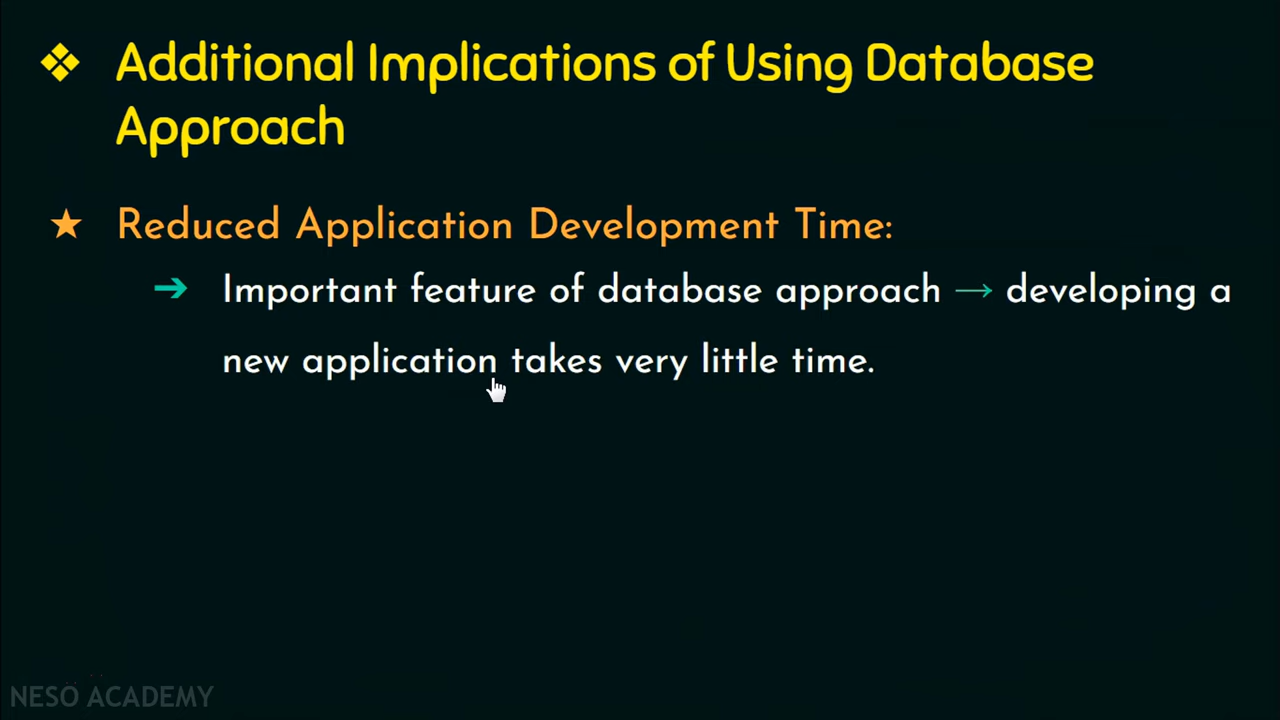 ❖ Additional Implications of Using Database
Approach
★ Reduced Application Development Time:
➔ Important feature of database approach → developing a
new application takes very little time.
NESO ACADEMY